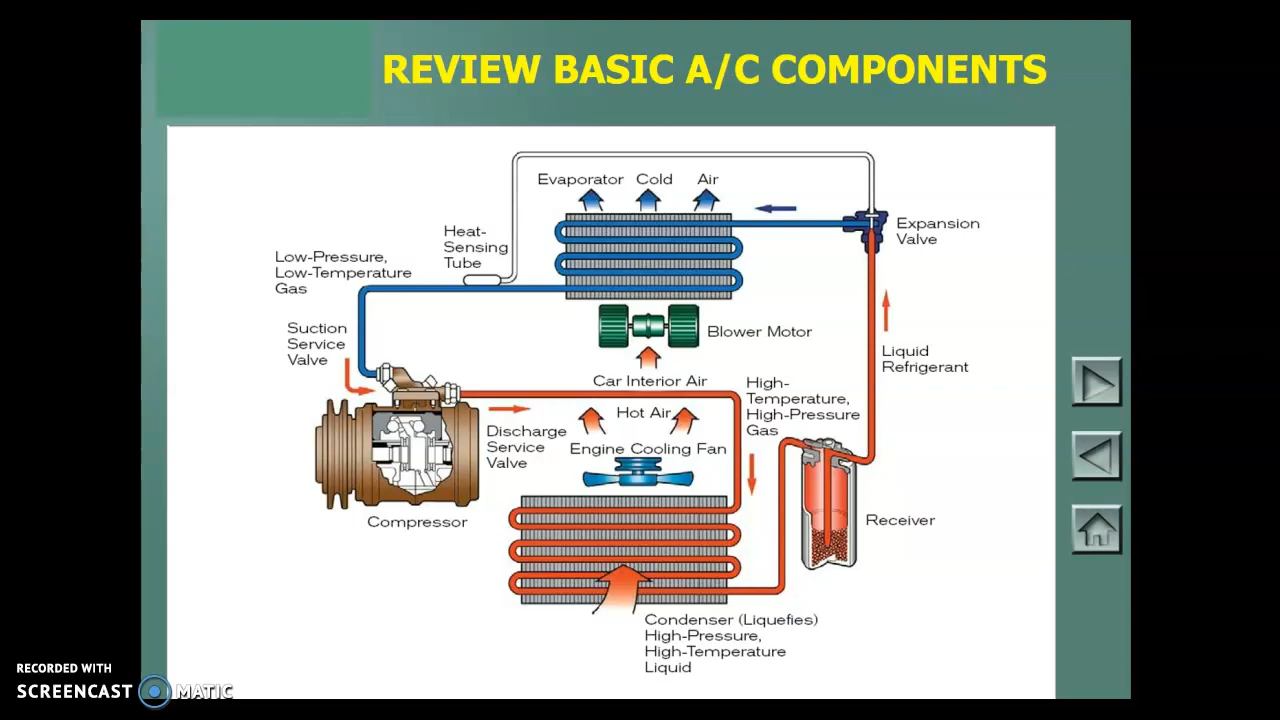 REVIEW BASIC A/C COMPONENTS
Evaporator Cold Air
Heat-
Sensing
Tube
Expansion
Valve
Low-Pressure,
Low-Temperature
Gas
Suction
Service
Valve
Blower Motor
Liquid
Refrigerant
Car Interior Air
High-
Temperature,
High-Pressure
Gas
Hot Air
Discharge
Service
Valve
Engine Cooling Fan
Compressor
Receiver
Condenser (Liquefies)
High-Pressure,
High-Temperature
Liquid
RECORDED WITH
SCREENCAST MATIC